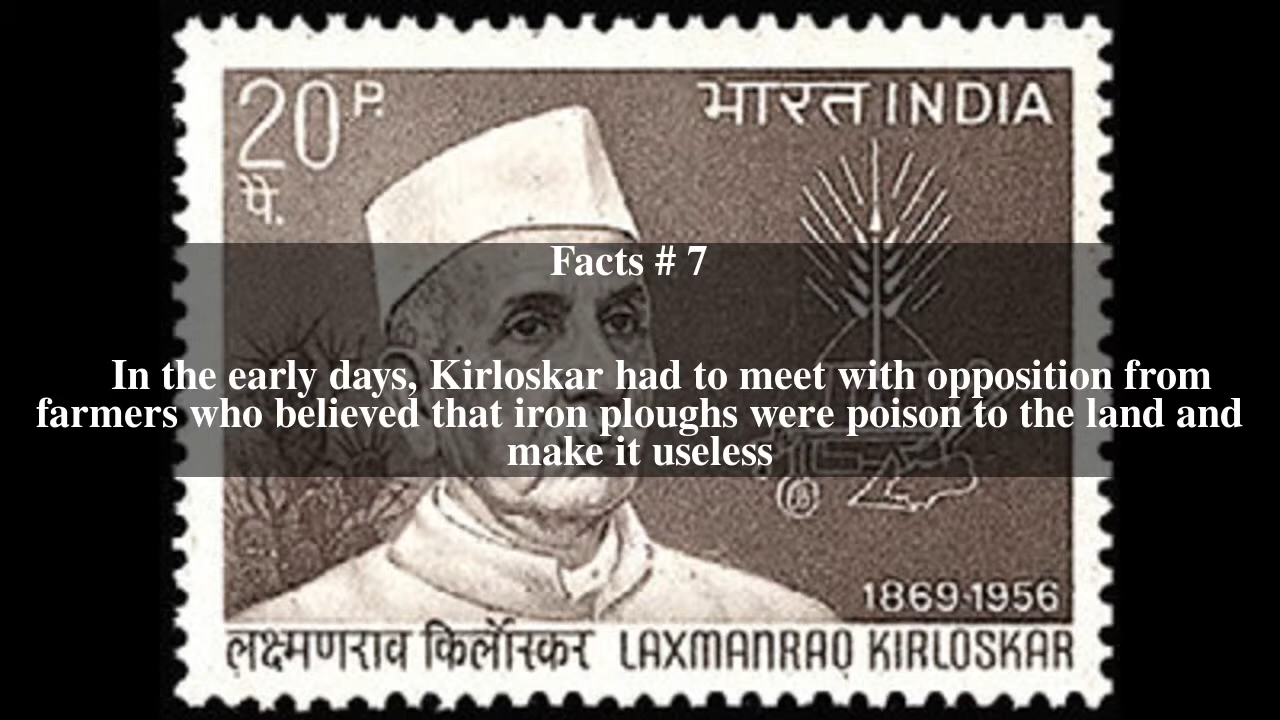 20 P.
भारत INDIA
पै.
Facts # 7
In the early days, Kirloskar had to meet with opposition from
farmers who believed that iron ploughs were poison to the land and
make it useless
1869-1956
लक्ष्मणराव किर्लोस्कर LAXMANRAO KIRLOSKAR